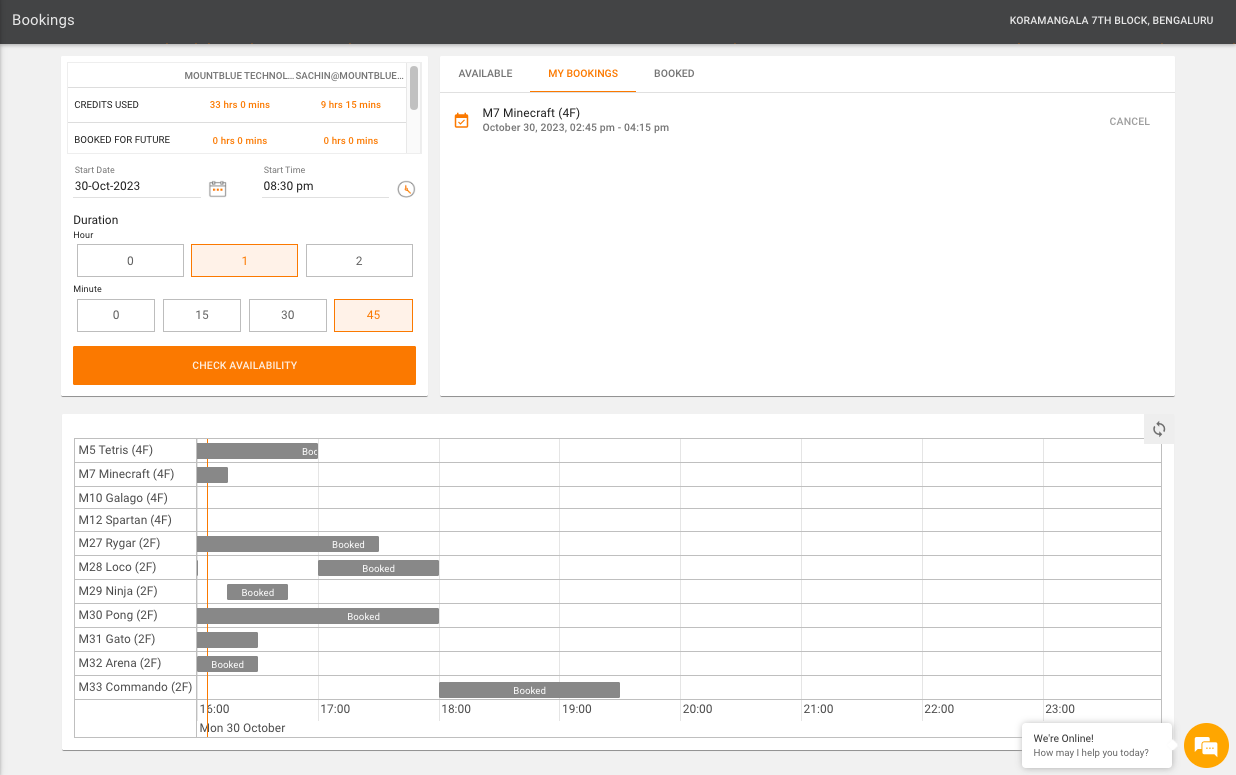 Bookings
KORAMANGALA 7TH BLOCK, BENGALURU
MOUNTBLUE TECHNOL... SACHIN@MOUNTBLUE...
CREDITS USED 33 hrs 0 mins 9 hrs 15 mins
BOOKED FOR FUTURE 0 hrs 0 mins 0 hrs 0 mins
Start Date Start Time
30-Oct-2023 08:30 pm
Duration
Hour
0 1 2
Minute
0 15 30 45
CHECK AVAILABILITY
AVAILABLE MY BOOKINGS BOOKED
M7 Minecraft (4F)
October 30, 2023, 02:45 pm - 04:15 pm
CANCEL
M5 Tetris (4F) Boo
M7 Minecraft (4F)
M10 Galago (4F)
M12 Spartan (4F)
M27 Rygar (2F) Booked
M28 Loco (2F) Booked
M29 Ninja (2F) Booked
M30 Pong (2F) Booked
M31 Gato (2F)
M32 Arena (2F) Booked
M33 Commando (2F) Booked
16:00 17:00 18:00 19:00 20:00 21:00 22:00 23:00
Mon 30 October
We're Online!
How may I help you today?